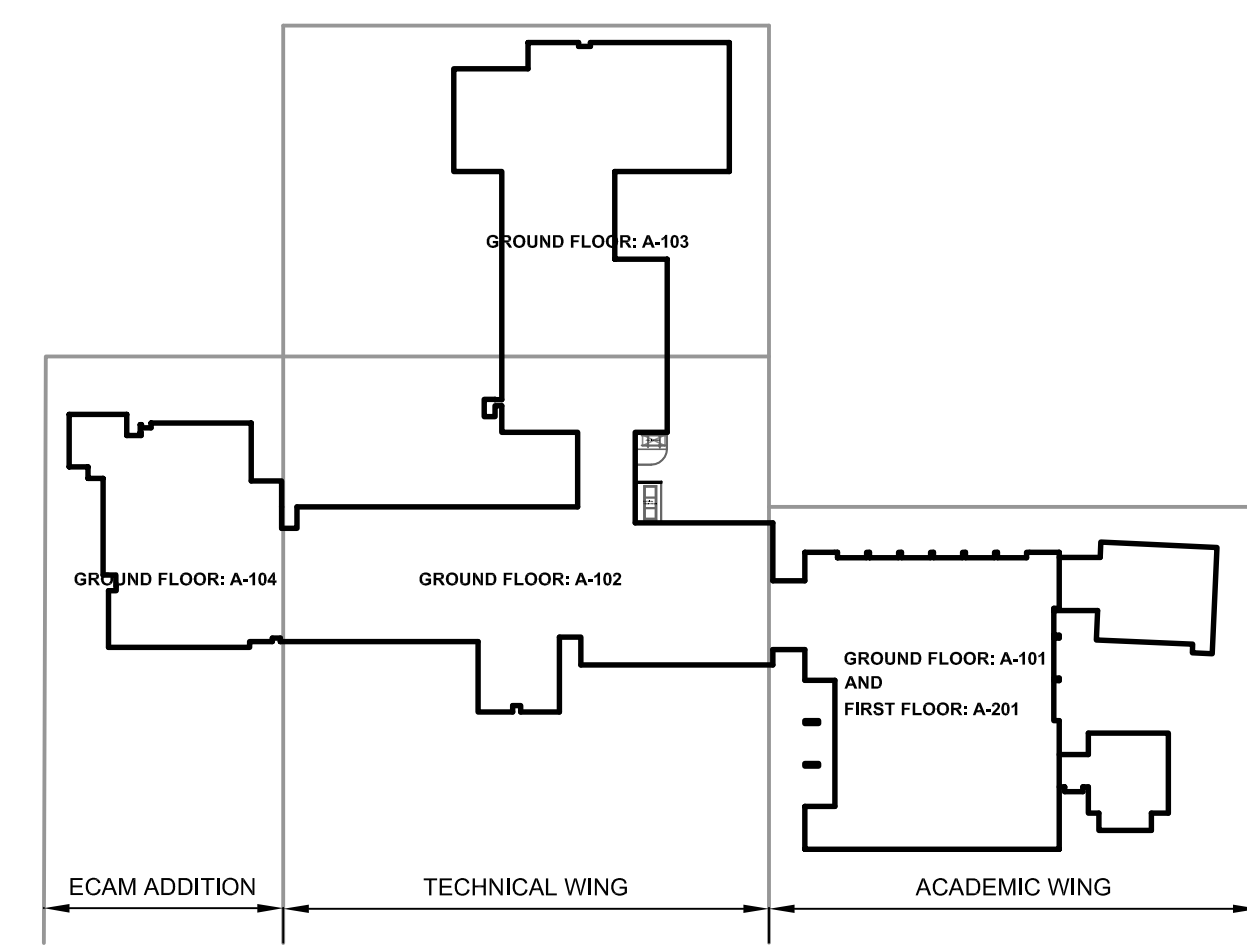 GROUND FLOOR: A-103
GROUND FLOOR: A-104
GROUND FLOOR: A-102
GROUND FLOOR: A-101
AND
FIRST FLOOR: A-201
ECAM ADDITION
TECHNICAL WING
ACADEMIC WING